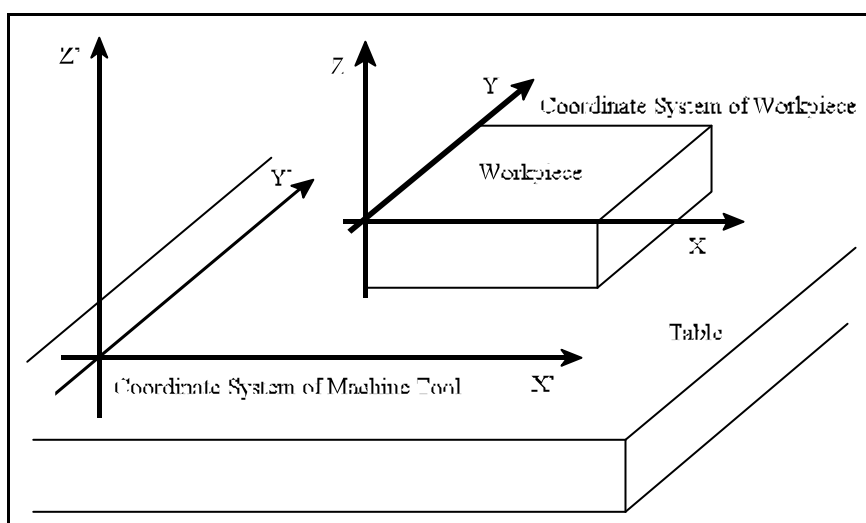 Z'
Z
Y
Coordinate System of Workpiece
Workpiece
Y'
X
Table
Coordinate System of Machine Tool
X'